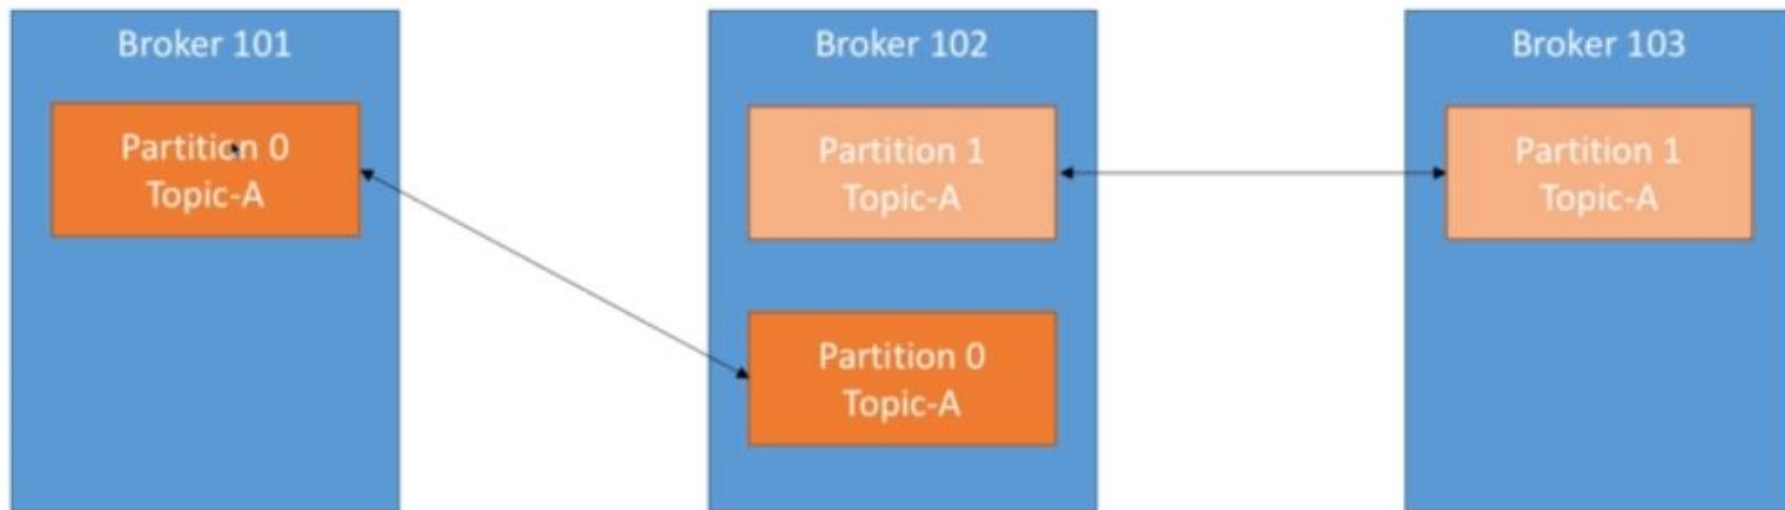 Broker 101
Partition 0
Topic-A
Broker 102
Partition 1
Topic-A
Partition 0
Topic-A
Broker 103
Partition 1
Topic-A